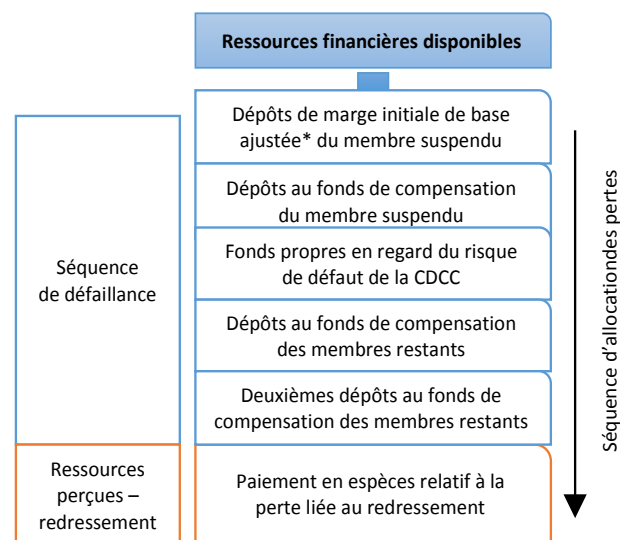 Ressources financières disponibles
Dépôts de marge initiale de base
ajustée* du membre suspendu
Dépôts au fonds de compensation
du membre suspendu
Fonds propres en regard du risque
de défaut de la CDCC
Dépôts au fonds de compensation
des membres restants
Deuxièmes dépôts au fonds de
compensation des membres restants
Séquence
de défaillance
Ressources
perçues –
redressement
Paiement en espèces relatif à la
perte liée au redressement
Séquence d'allocationdes pertes